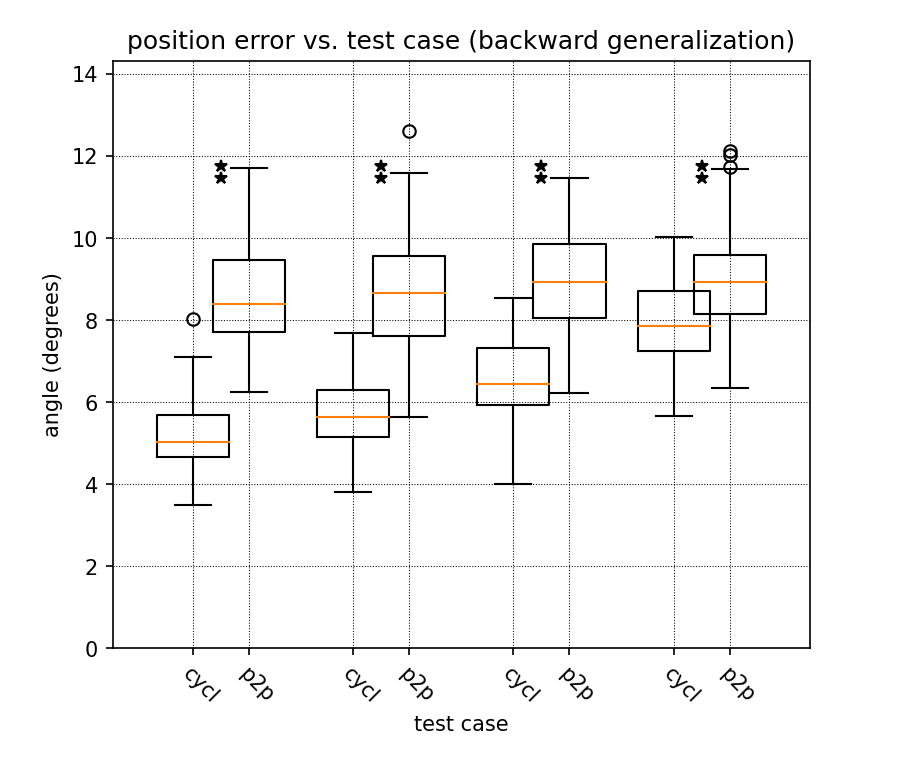 position error vs. test case (backward generalization)
14
12
10
8
6
4
2
0
angle (degrees)
cycl p2p cycl p2p cycl p2p cycl p2p
test case